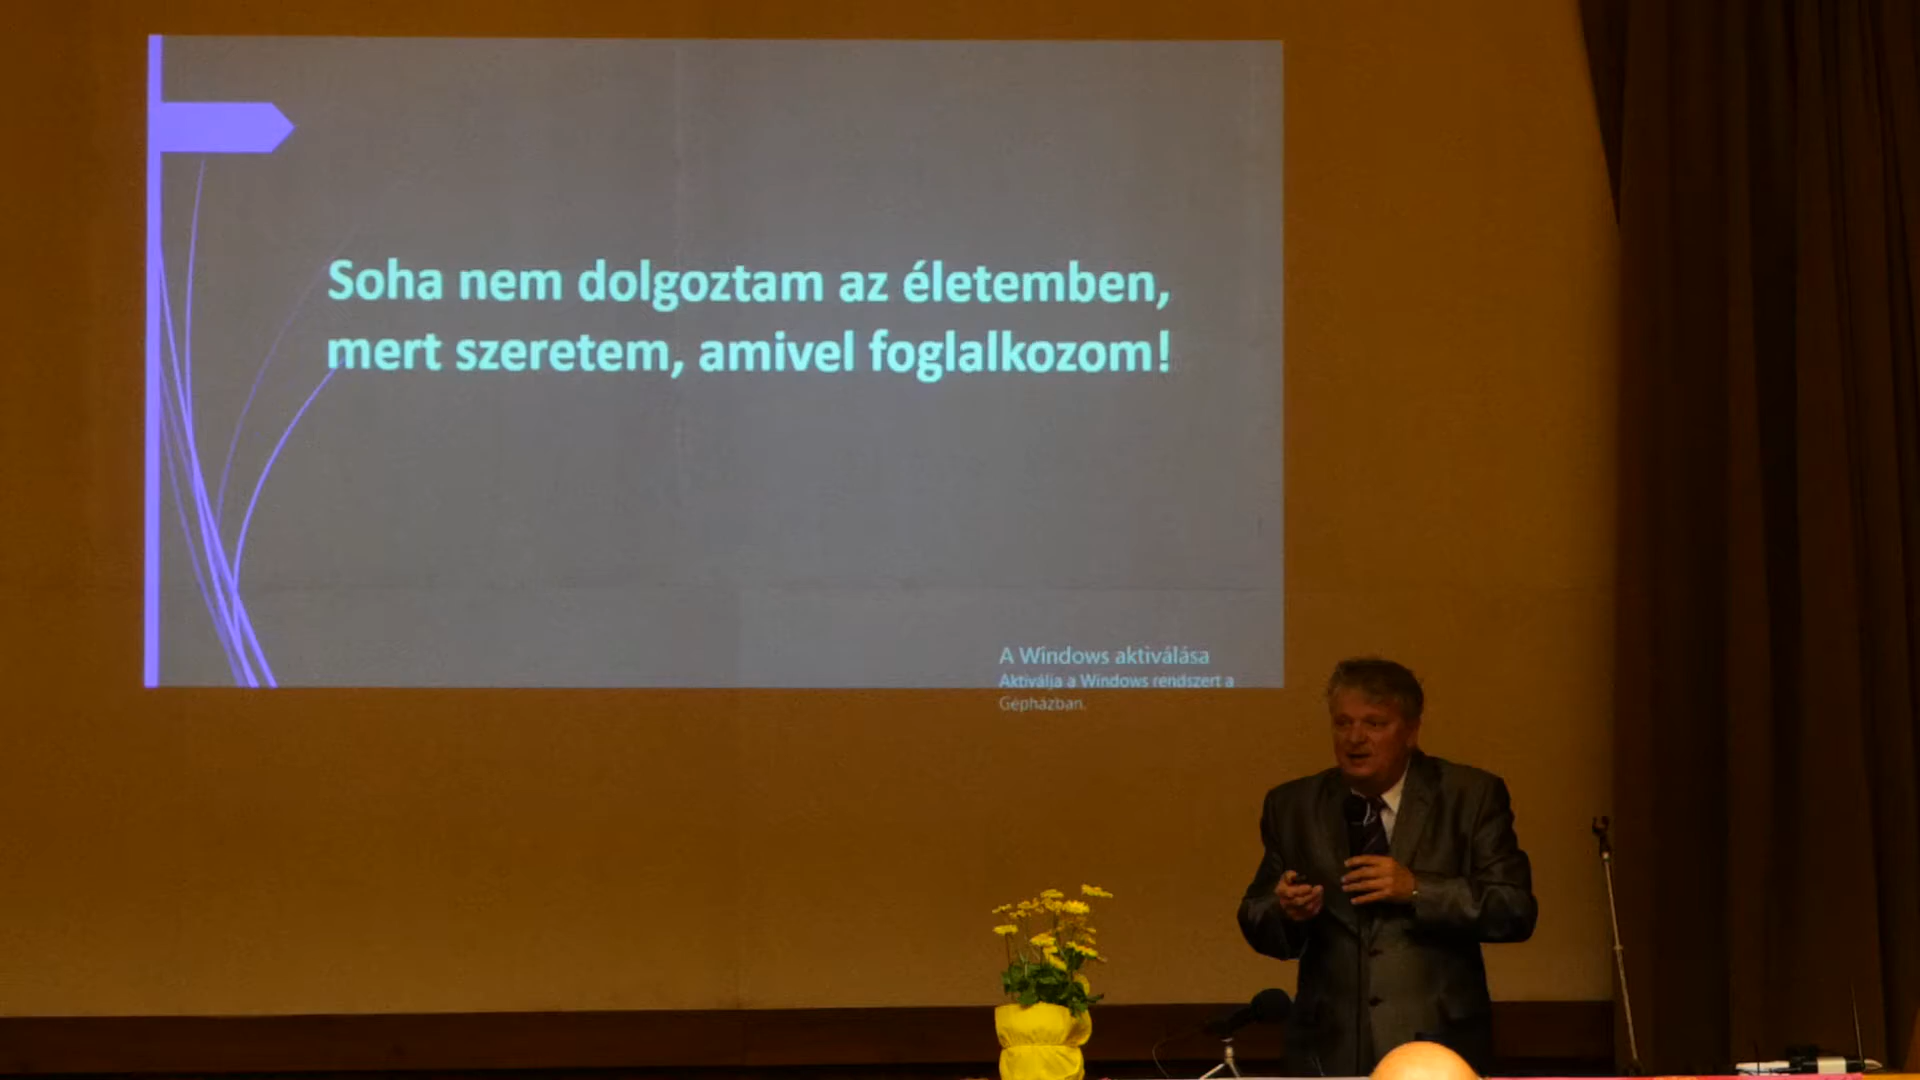 Soha nem dolgoztam az életemben,
mert szeretem, amivel foglalkozom!
A Windows aktiválása
Aktiválja a Windows rendszert a
Gépházban.